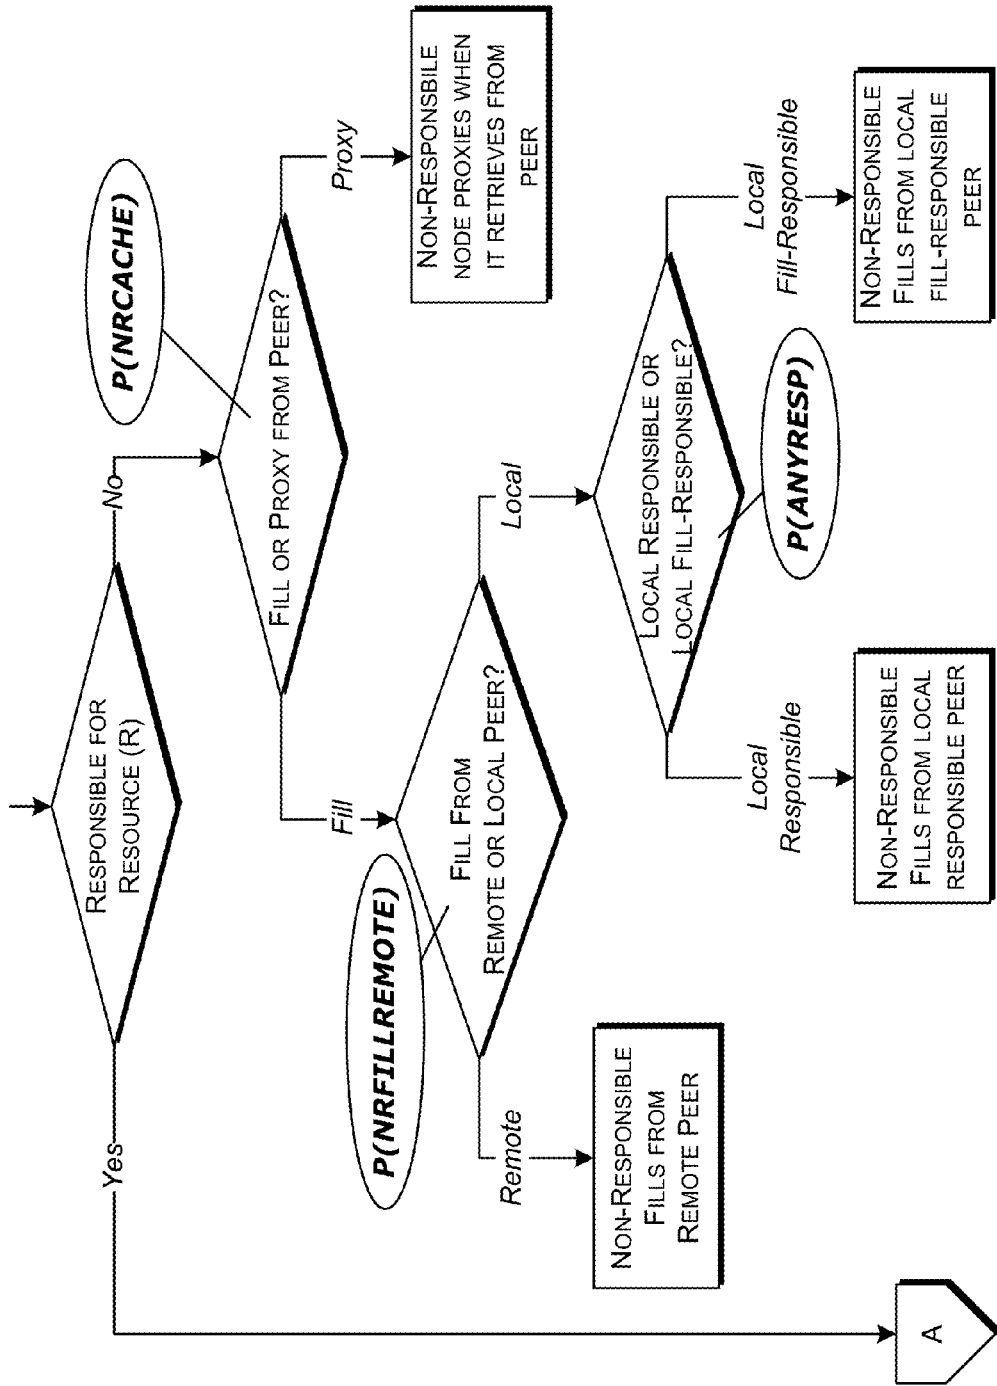 RESPONSIBLE FOR
RESOURCE (R)
Yes
No
P(NRCACHE)
FILL OR PROXY FROM PEER?
Fill
Proxy
NON-RESPONSBILE
NODE PROXIES WHEN
IT RETRIEVES FROM
PEER
P(NRFILLREMOTE)
FILL FROM
REMOTE OR LOCAL PEER?
Remote
Local
NON-RESPONSIBLE
FILLS FROM
REMOTE PEER
LOCAL RESPONSIBLE OR
LOCAL FILL-RESPONSIBLE?
P(ANYRESP)
Local
Responsible
Local
Fill-Responsible
NON-RESPONSIBLE
FILLS FROM LOCAL
RESPONSIBLE PEER
NON-RESPONSIBLE
FILLS FROM LOCAL
FILL-RESPONSIBLE
PEER
A